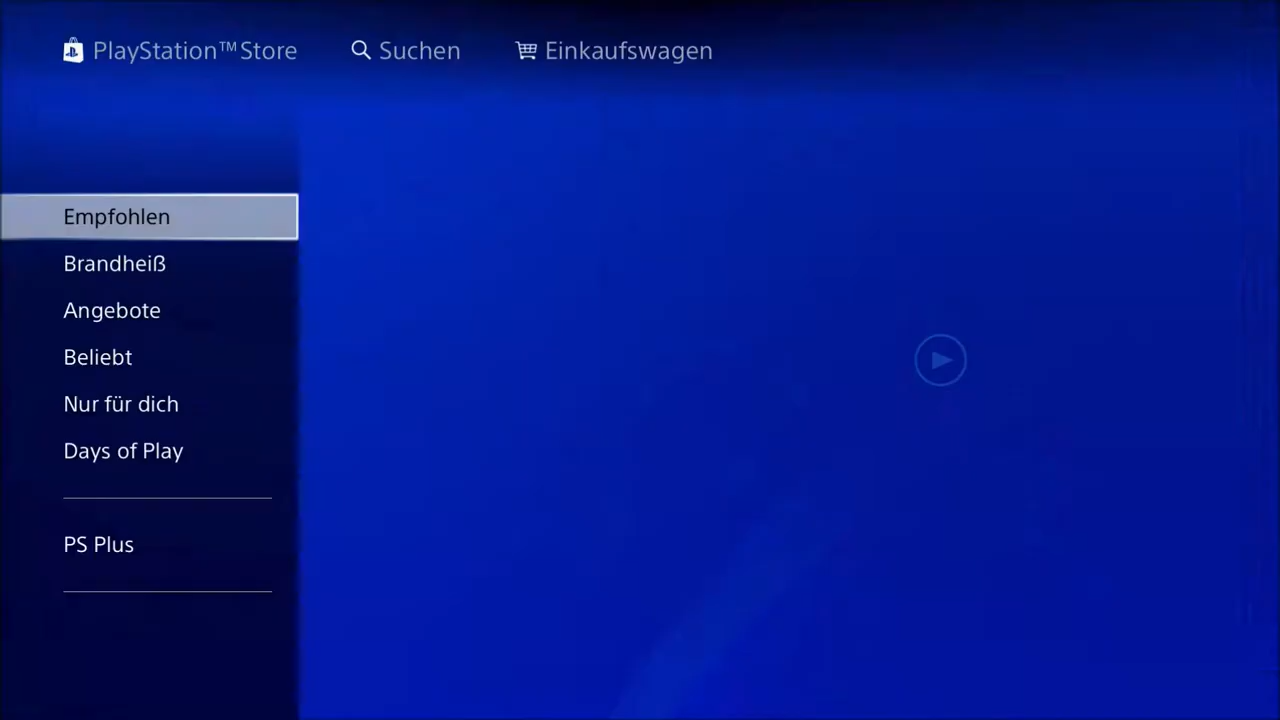 PlayStation™Store
Suchen
Einkaufswagen
Empfohlen
Brandheiß
Angebote
Beliebt
Nur für dich
Days of Play
PS Plus